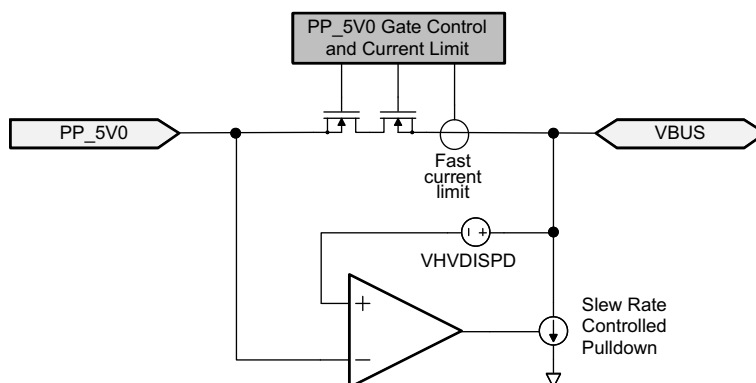 PP_5V0 Gate Control
and Current Limit
PP_5V0
VBUS
Fast
current
limit
VHVDISPD
Slew Rate
Controlled
Pulldown